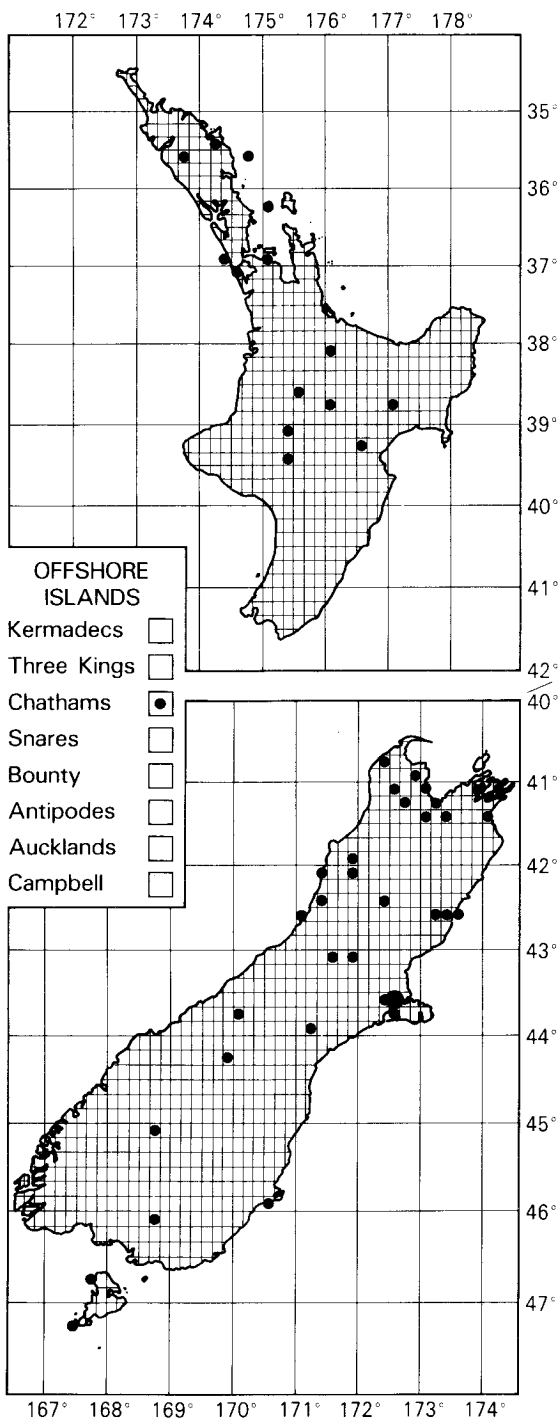 172° 173° 174° 175° 176° 177° 178°
35°
36°
37°
38°
39°
40°
41°
42°
OFFSHORE
ISLANDS
Kermadecs
Three Kings
Chathams
Snares
Bounty
Antipodes
Aucklands
Campbell
40°
41°
42°
43°
44°
45°
46°
47°
167° 168° 169° 170° 171° 172° 173° 174°